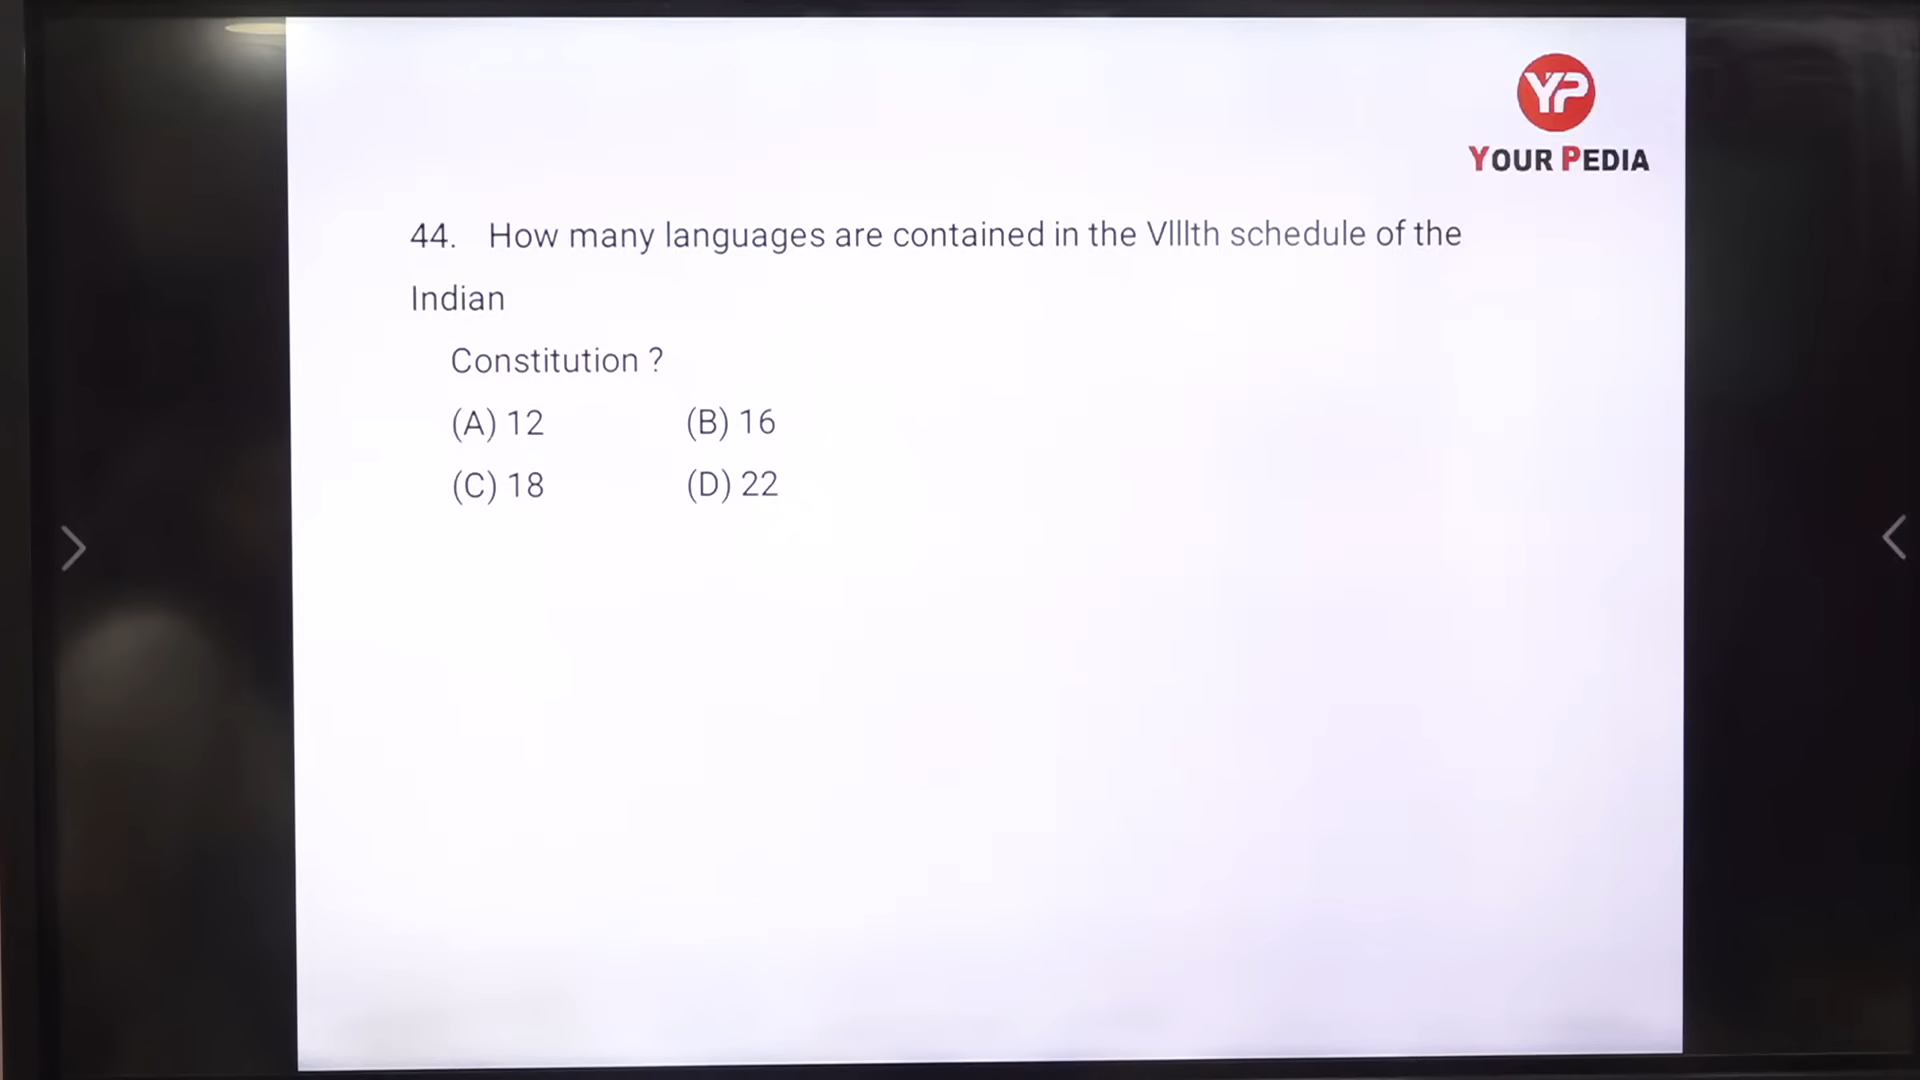 YP
YOUR PEDIA
44. How many languages are contained in the VIIIth schedule of the
Indian
Constitution ?
(A) 12 (B) 16
(C) 18 (D) 22